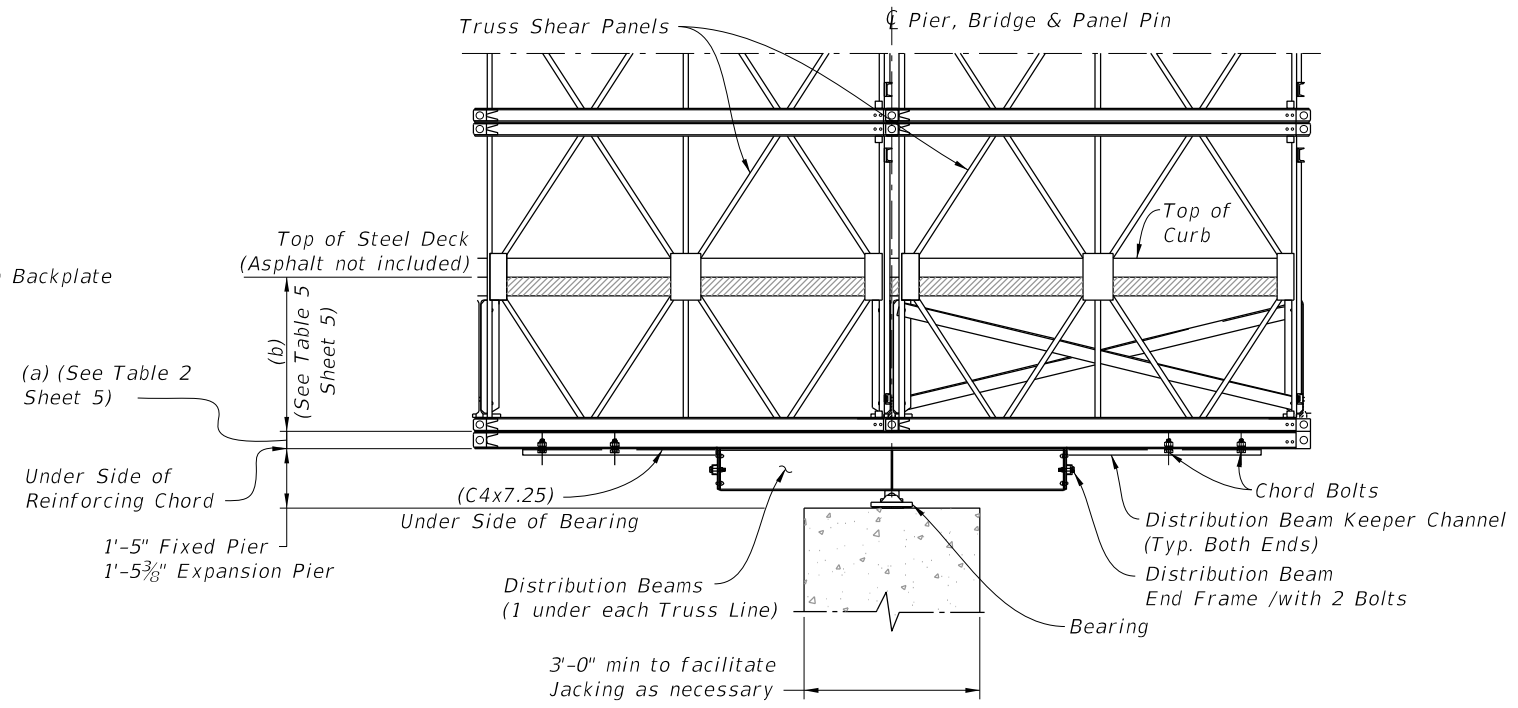 Truss Shear Panels
℄ Pier, Bridge & Panel Pin
Top of
Curb
Top of Steel Deck
(Asphalt not included)
Backplate
(b)
(See Table 5
Sheet 5)
(a) (See Table 2
Sheet 5)
Under Side of
Reinforcing Chord
(C4x7.25)
Under Side of Bearing
Chord Bolts
Distribution Beam Keeper Channel
(Typ. Both Ends)
1'-5" Fixed Pier
1'-5⅜" Expansion Pier
Distribution Beams
(1 under each Truss Line)
Distribution Beam
End Frame /with 2 Bolts
Bearing
3'-0" min to facilitate
Jacking as necessary